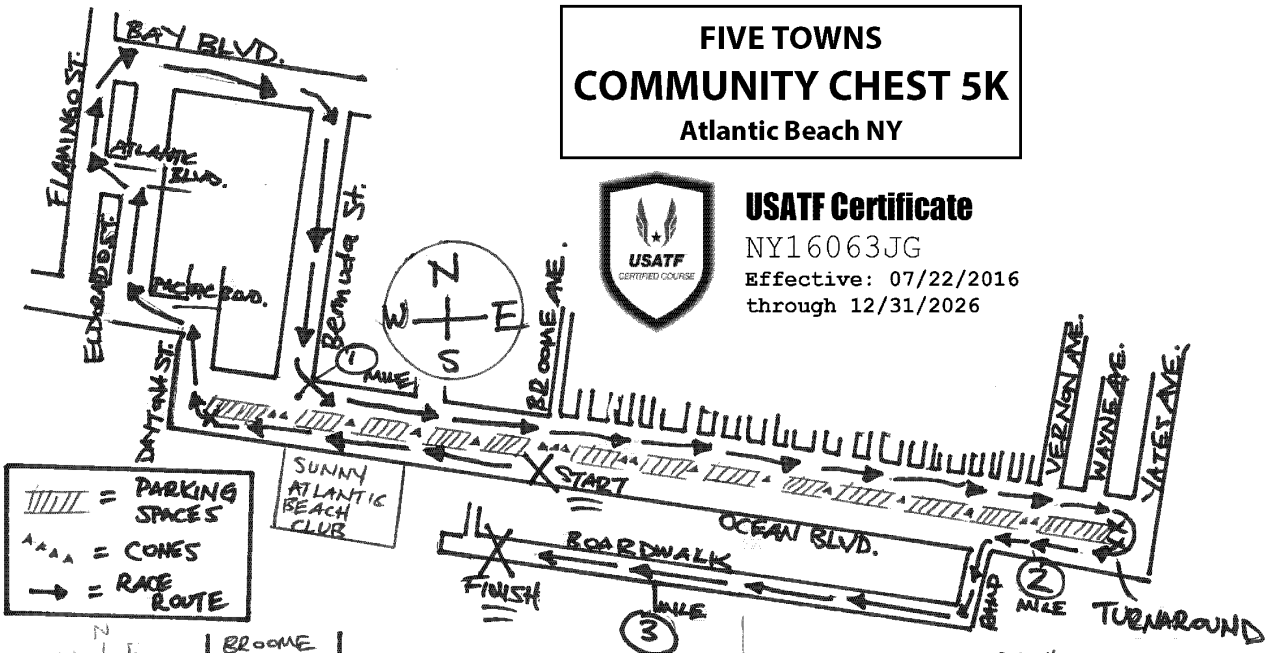 FIVE TOWNS
COMMUNITY CHEST 5K
Atlantic Beach NY
USATF
CERTIFIED COURSE
USATF Certificate
NY16063JG
Effective: 07/22/2016
through 12/31/2026
BAY BLVD.
FLAMINGO ST.
ATLANTIC
BLVD.
ELDORADO ST.
PACIFIC BLVD.
Bermuda St.
DAYTONA ST.
N
W E
S
1
MILE
BROOME AVE.
VERNON AVE.
WAYNE AVE.
YATES AVE.
START
SUNNY
ATLANTIC
BEACH
CLUB
OCEAN BLVD.
BOARDWALK
FINISH
3
MILE
RAMP
2
MILE
TURNAROUND
= PARKING
SPACES
= CONES
= RACE
ROUTE
N
BROOME